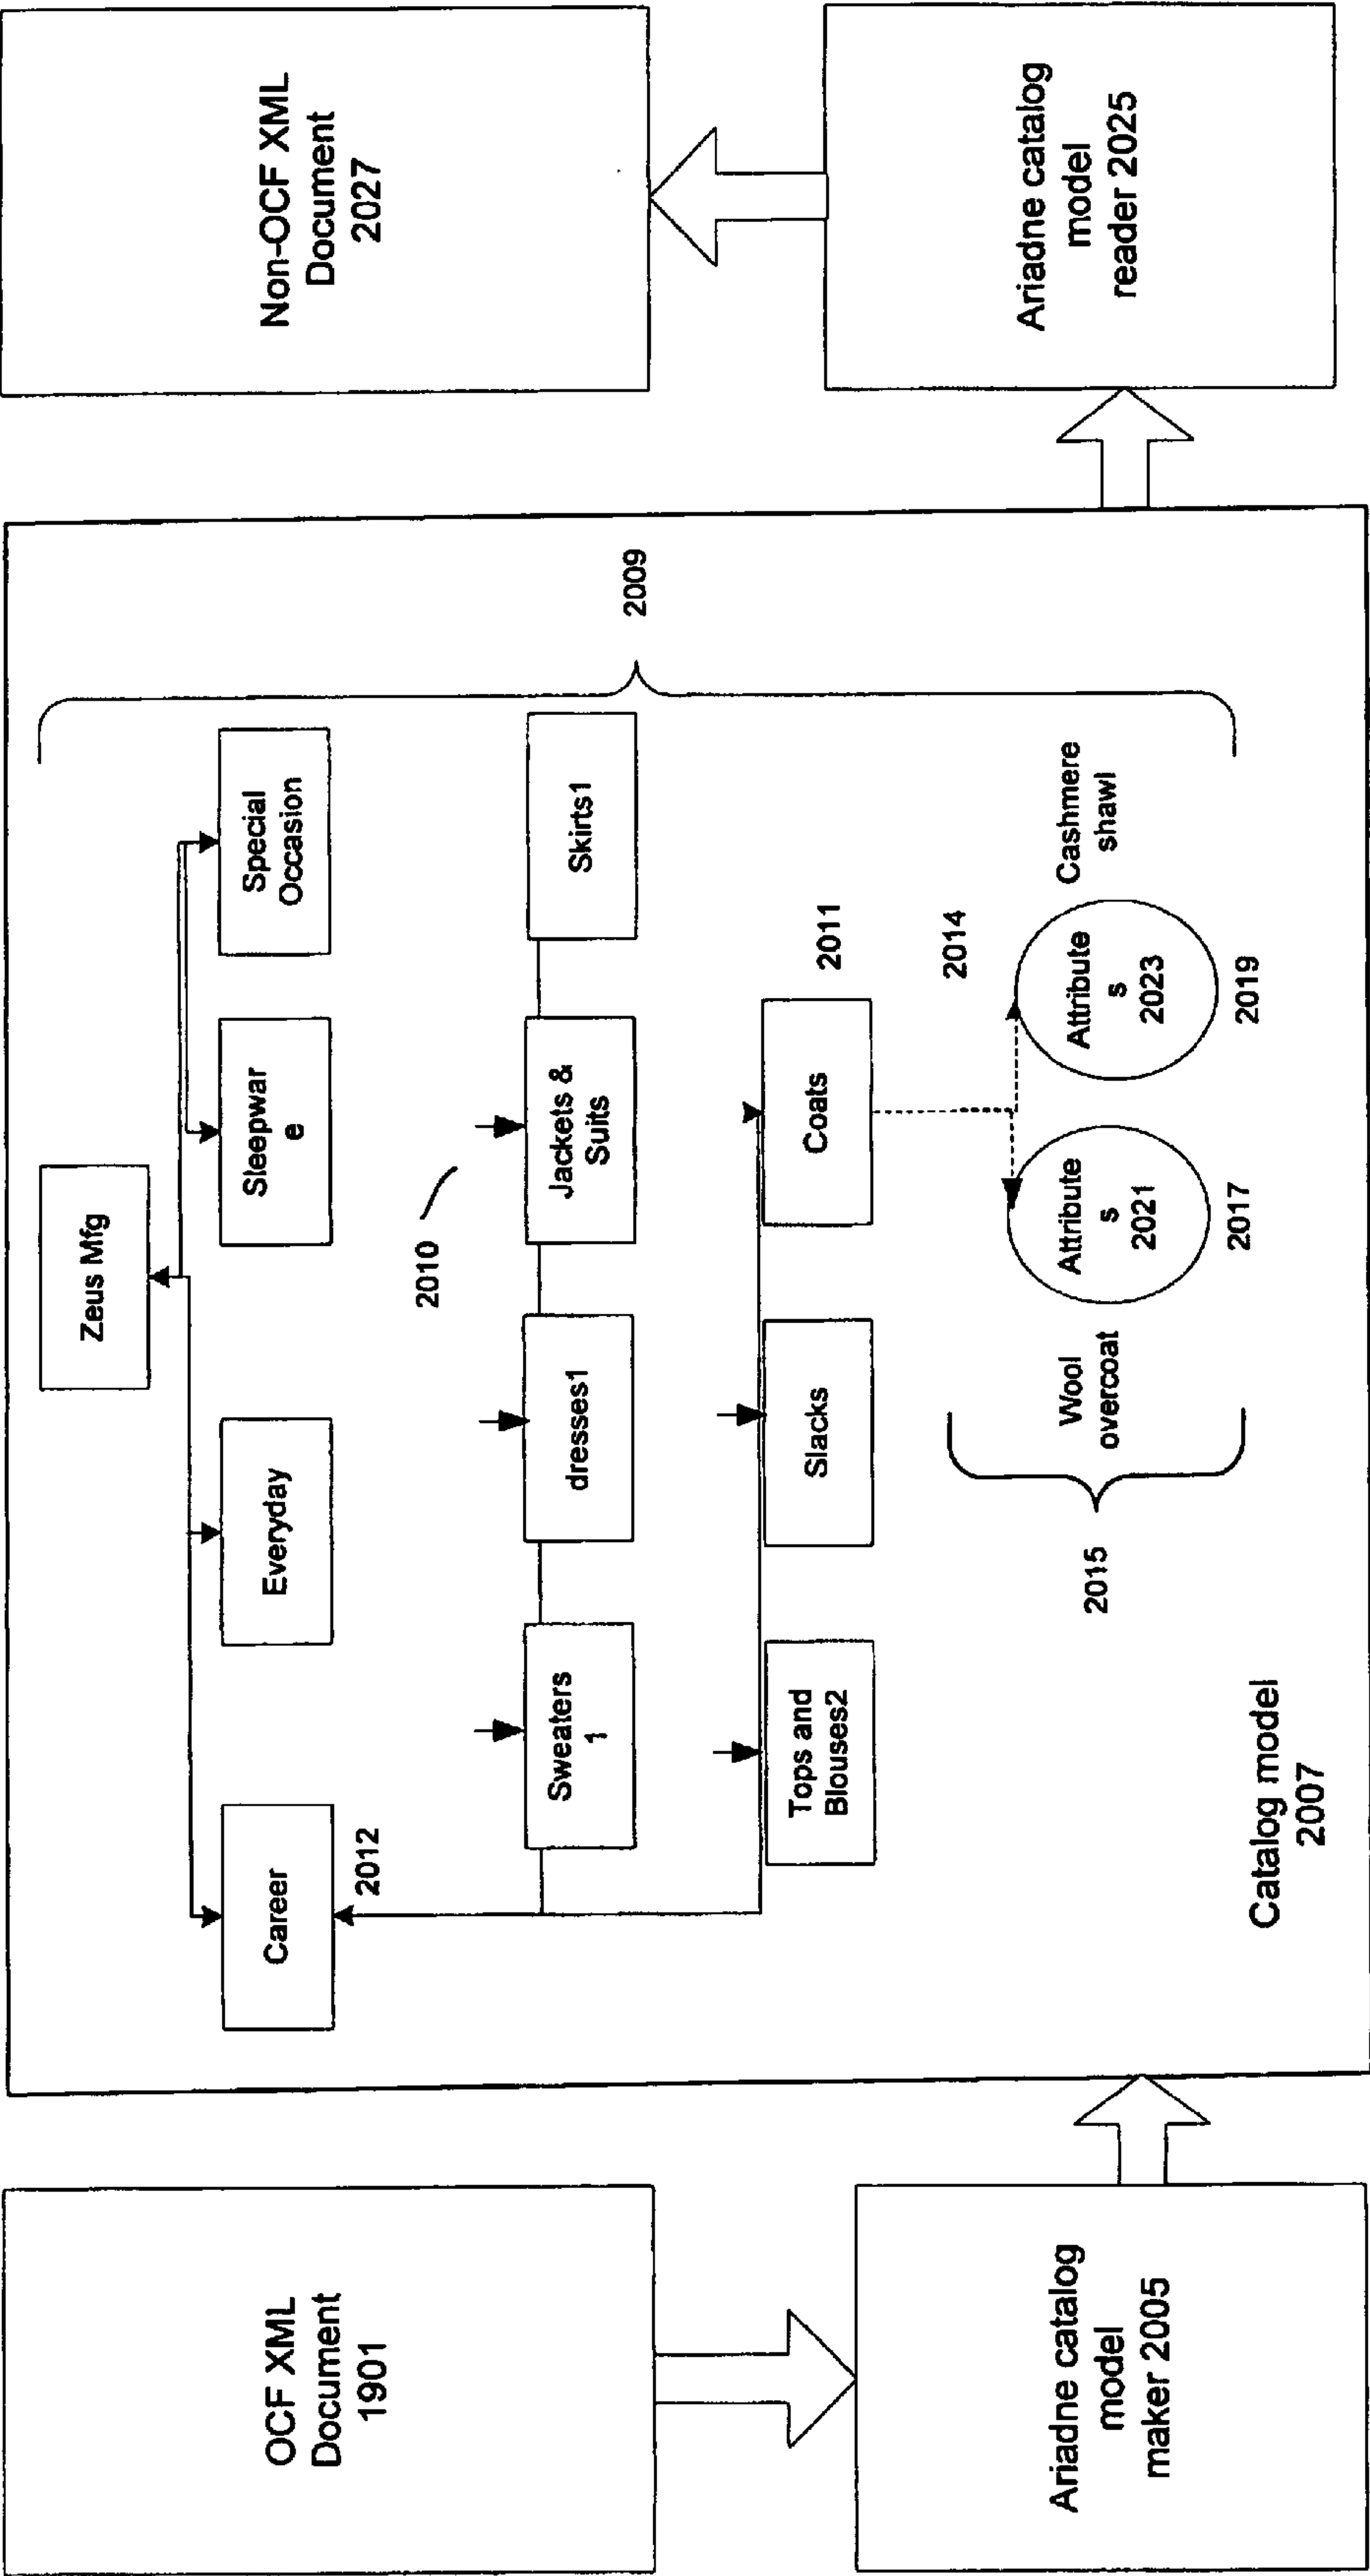 OCF XML
Document
1901
Ariadne catalog
model
maker 2005
Zeus Mfg
Career
2012
Everyday
Sleepwar
e
Special
Occasion
2010
Sweaters
1
dresses1
Jackets &
Suits
Skirts1
Tops and
Blouses2
Slacks
Coats
2011
2014
2015
Wool
overcoat
Attribute
s
2021
2017
Attribute
s
2023
2019
Cashmere
shawl
2009
Catalog model
2007
Non-OCF XML
Document
2027
Ariadne catalog
model
reader 2025